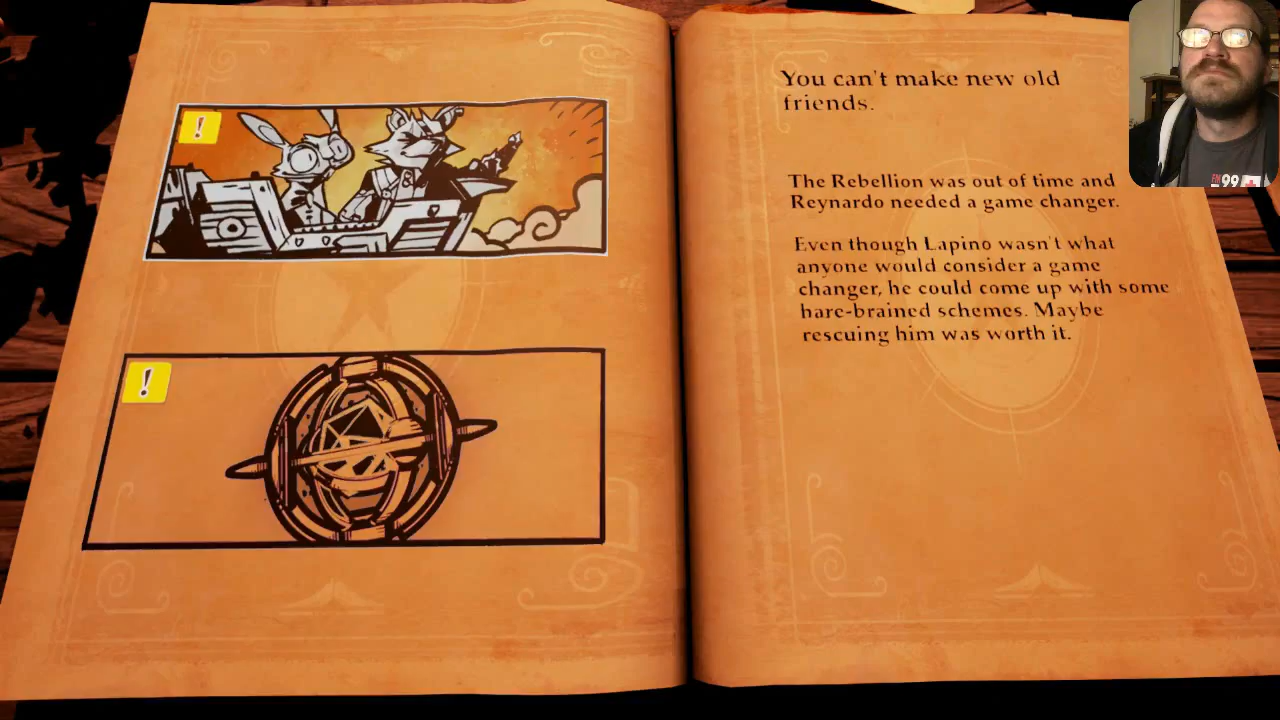 !
You can't make new old
friends.
The Rebellion was out of time and
Reynardo needed a game changer.
Even though Lapino wasn't what
anyone would consider a game
changer, he could come up with some
hare-brained schemes. Maybe
rescuing him was worth it.
!
FM
99